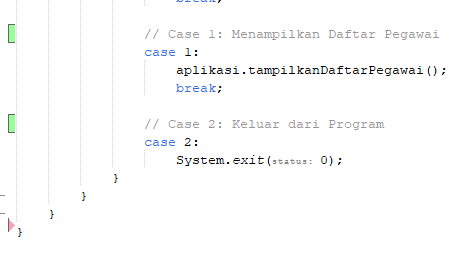 break;
// Case 1: Menampilkan Daftar Pegawai
case 1:
aplikasi.tampilkanDaftarPegawai();
break;
// Case 2: Keluar dari Program
case 2:
System.exit(status: 0);
}
}
}
}